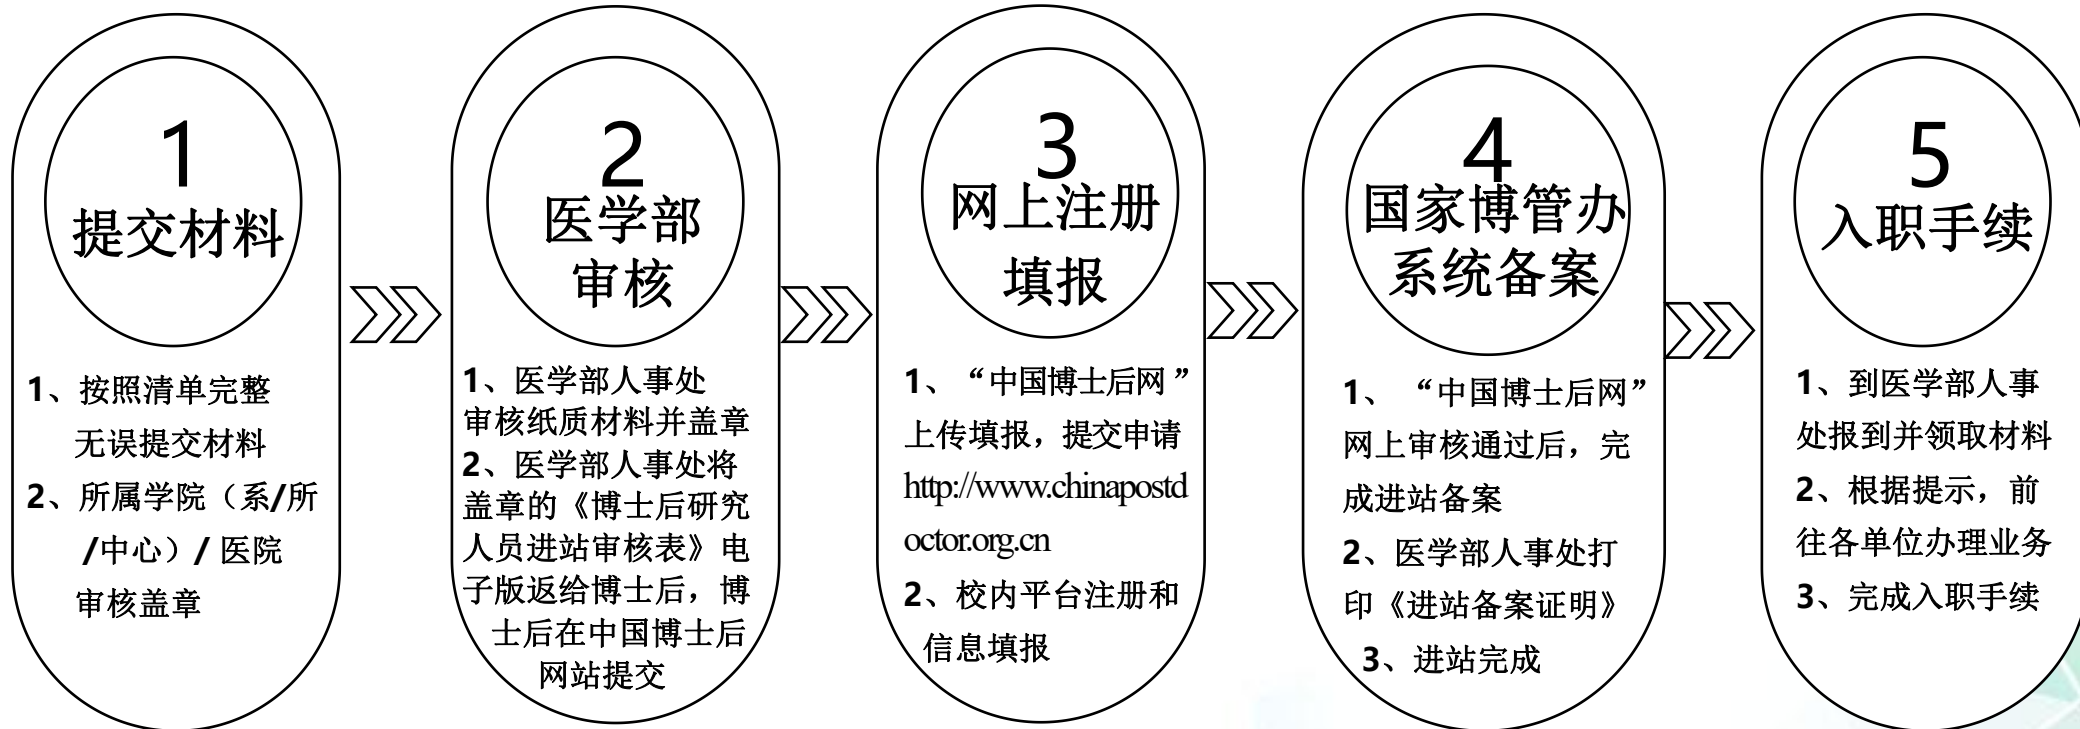 1
提交材料
1、按照清单完整
无误提交材料
2、所属学院（系/所
/中心）/ 医院
审核盖章
2
医学部
审核
1、医学部人事处
审核纸质材料并盖章
2、医学部人事处将
盖章的《博士后研究
人员进站审核表》电
子版返给博士后，博
士后在中国博士后
网站提交
3
网上注册
填报
1、“中国博士后网”
上传填报，提交申请
http://www.chinapostd
octor.org.cn
2、校内平台注册和
信息填报
4
国家博管办
系统备案
1、 “中国博士后网”
网上审核通过后，完
成进站备案
2、医学部人事处打
印《进站备案证明》
3、进站完成
5
入职手续
1、到医学部人事
处报到并领取材料
2、根据提示，前
往各单位办理业务
3、完成入职手续